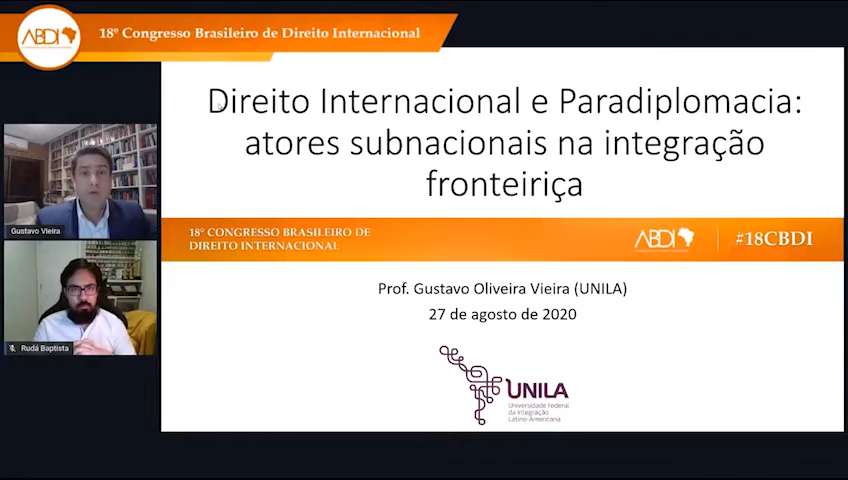 ABDI
18º Congresso Brasileiro de Direito Internacional
Direito Internacional e Paradiplomacia:
atores subnacionais na integração
fronteiriça
Gustavo Vieira
18º CONGRESSO BRASILEIRO DE
DIREITO INTERNACIONAL
ABDI
#18CBDI
Prof. Gustavo Oliveira Vieira (UNILA)
27 de agosto de 2020
Rudá Baptista
UNILA
Universidade Federal
da Integração
Latino-Americana